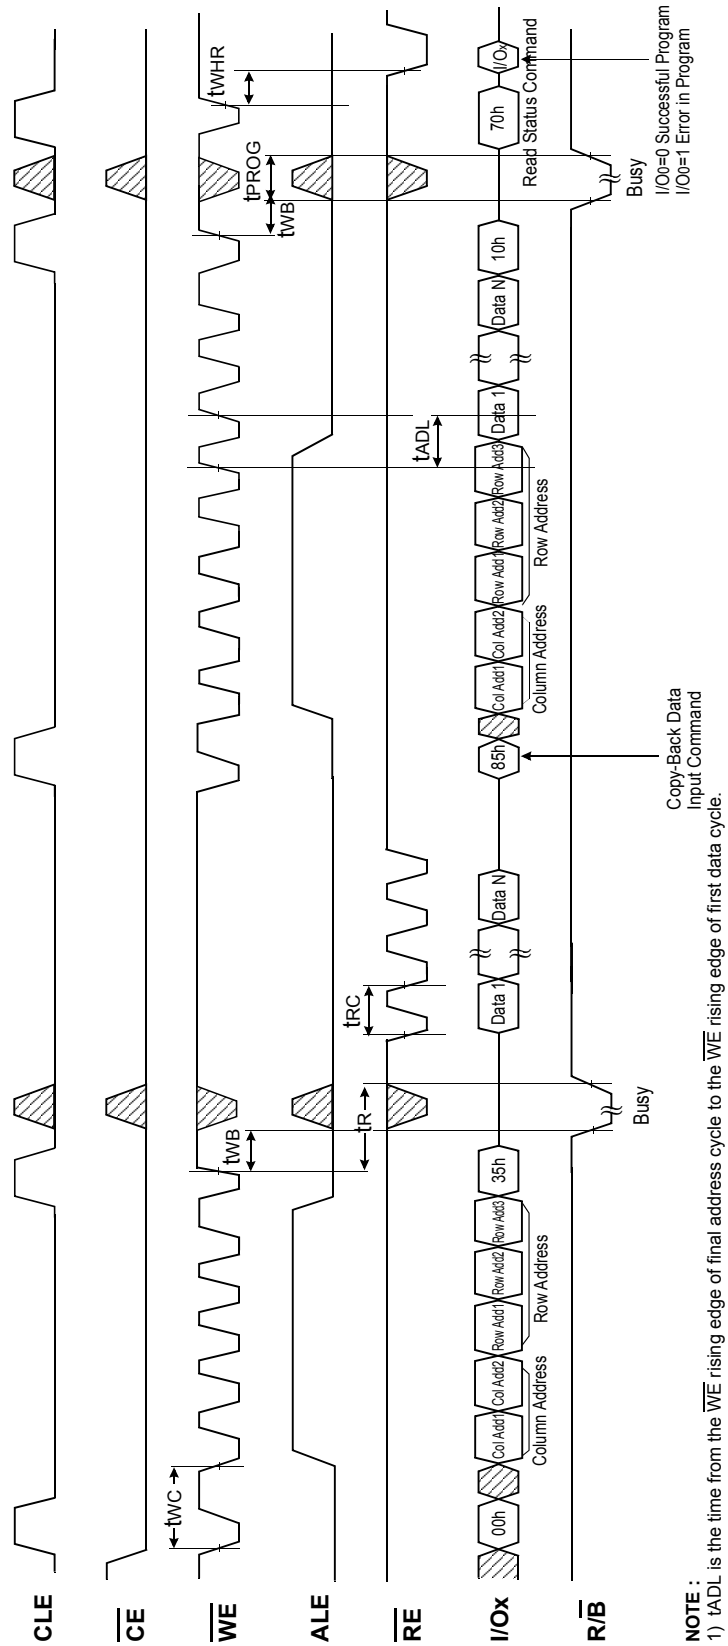 CLE
CE
tWC
WE
tWB
tWB
tPROG
tWHR
ALE
tR
tRC
tADL
RE
I/Ox
00h
Col Add1
Col Add2
Row Add1
Row Add2
Row Add3
35h
Data 1
Data N
85h
Col Add1
Col Add2
Row Add1
Row Add2
Row Add3
Data 1
Data N
10h
70h
I/Ox
Column Address
Row Address
Column Address
Row Address
Read Status Command
R/B
Busy
Busy
Copy-Back Data
Input Command
I/O0=0 Successful Program
I/O0=1 Error in Program
NOTE :
1) tADL is the time from the WE rising edge of final address cycle to the WE rising edge of first data cycle.